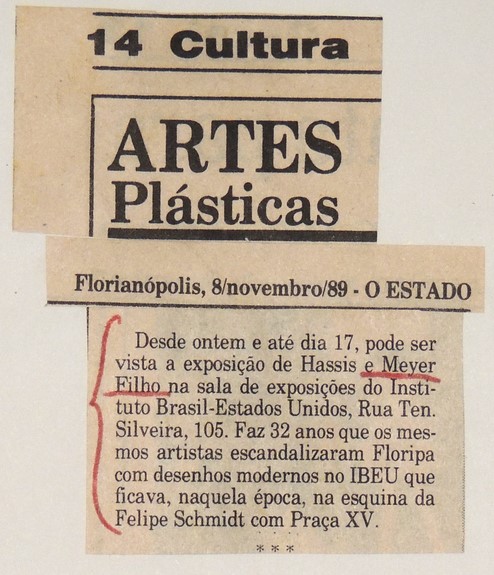 14 Cultura
ARTES
Plásticas
Florianópolis, 8/novembro/89 - O ESTADO
Desde ontem e até dia 17, pode ser
vista a exposição de Hassis e Meyer
Filho na sala de exposições do Insti-
tuto Brasil-Estados Unidos, Rua Ten.
Silveira, 105. Faz 32 anos que os mes-
mos artistas escandalizaram Floripa
com desenhos modernos no IBEU que
ficava, naquela época, na esquina da
Felipe Schmidt com Praça XV.
* * *